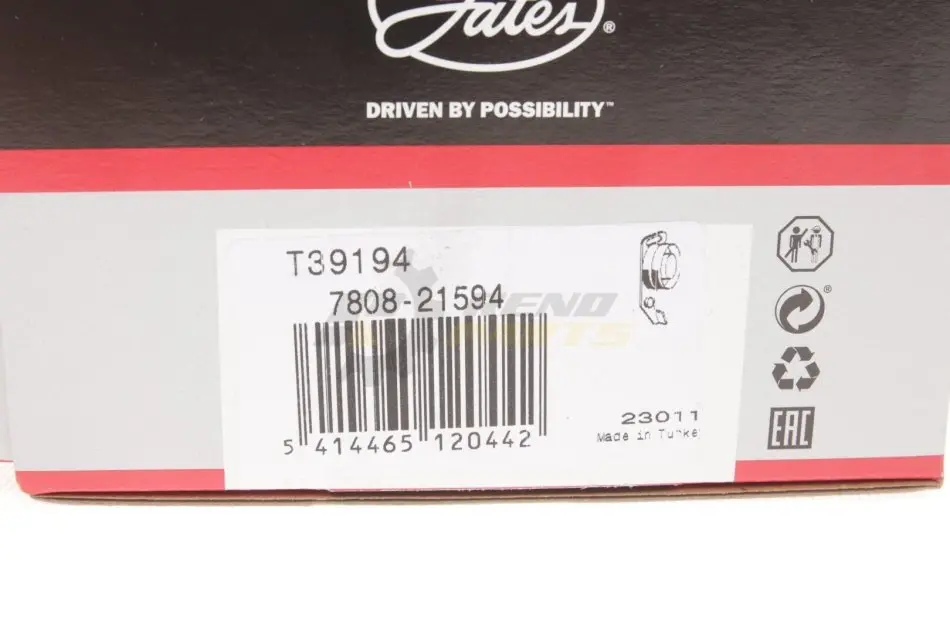 Gates®
DRIVEN BY POSSIBILITY™
T39194
7808-21594
5 414465 120442
23011
Made in Turkey
®
EAC